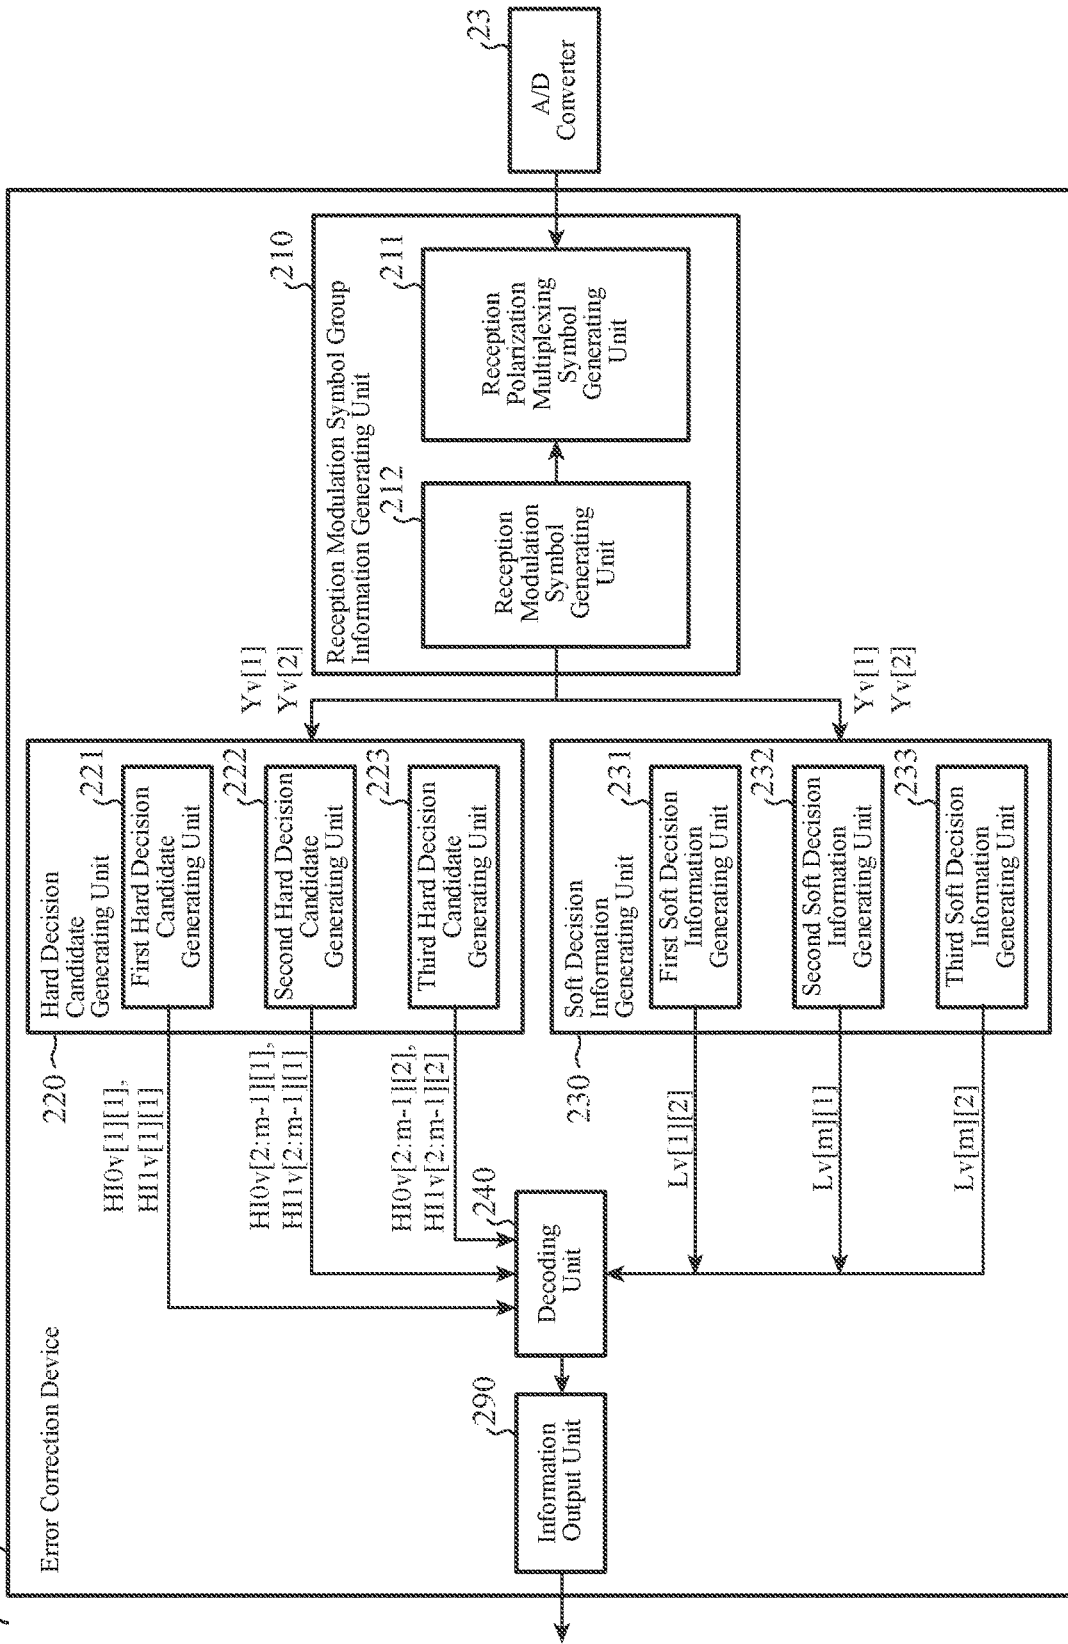 Error Correction Device
23
A/D
Converter
210
Reception Modulation Symbol Group
Information Generating Unit
211
Reception
Polarization
Multiplexing
Symbol
Generating
Unit
212
Reception
Modulation
Symbol
Generating
Unit
Yv[1]
Yv[2]
Yv[1]
Yv[2]
220
Hard Decision
Candidate
Generating Unit
221
First Hard Decision
Candidate
Generating Unit
222
Second Hard Decision
Candidate
Generating Unit
223
Third Hard Decision
Candidate
Generating Unit
230
Soft Decision
Information
Generating Unit
231
First Soft Decision
Information
Generating Unit
232
Second Soft Decision
Information
Generating Unit
233
Third Soft Decision
Information
Generating Unit
HI0v[1][1],
HI1v[1][1]
HI0v[2:m-1][1],
HI1v[2:m-1][1]
HI0v[2:m-1][2],
HI1v[2:m-1][2]
Lv[1][2]
Lv[m][1]
Lv[m][2]
240
Decoding
Unit
290
Information
Output Unit